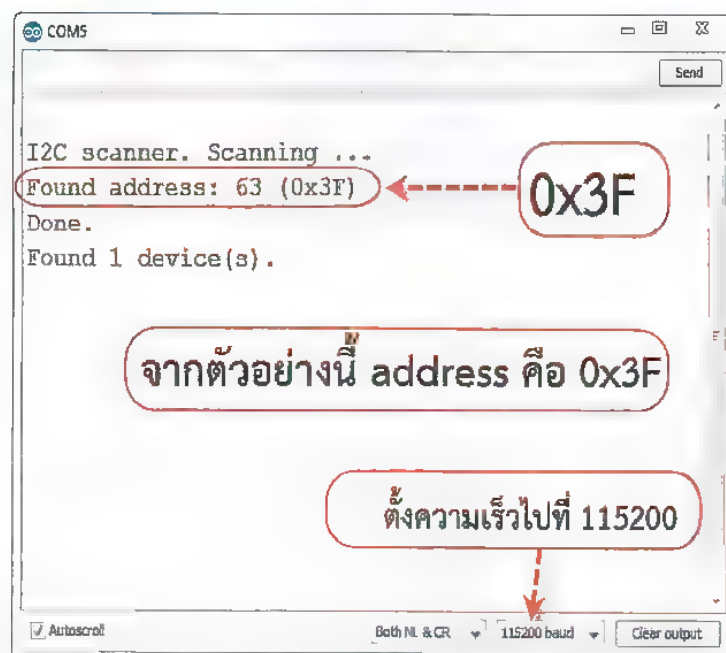 COM5
Send
I2C scanner. Scanning ...
Found address: 63 (0x3F)
0x3F
Done.
Found 1 device(s).
จากตัวอย่างนี้ address คือ 0x3F
ตั้งความเร็วไปที่ 115200
Autoscroll
Both NL & CR
115200 baud
Clear output